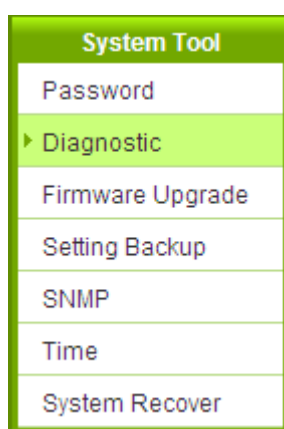 System Tool
Password
Diagnostic
Firmware Upgrade
Setting Backup
SNMP
Time
System Recover